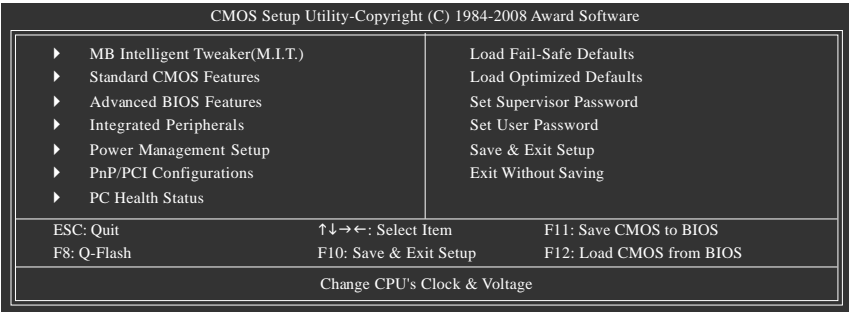 CMOS Setup Utility-Copyright (C) 1984-2008 Award Software
MB Intelligent Tweaker(M.I.T.)
Standard CMOS Features
Advanced BIOS Features
Integrated Peripherals
Power Management Setup
PnP/PCI Configurations
PC Health Status
Load Fail-Safe Defaults
Load Optimized Defaults
Set Supervisor Password
Set User Password
Save & Exit Setup
Exit Without Saving
ESC: Quit
F8: Q-Flash
↑↓→←: Select Item
F10: Save & Exit Setup
F11: Save CMOS to BIOS
F12: Load CMOS from BIOS
Change CPU's Clock & Voltage